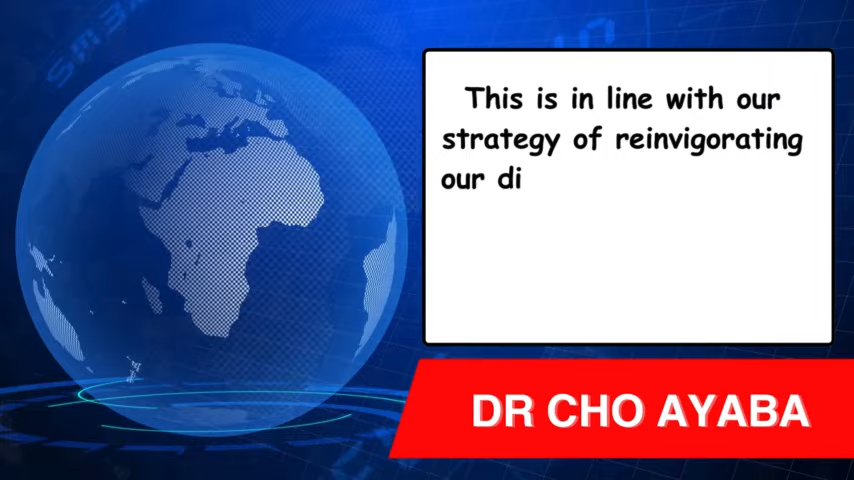 This is in line with our
strategy of reinvigorating
our di
DR CHO AYABA